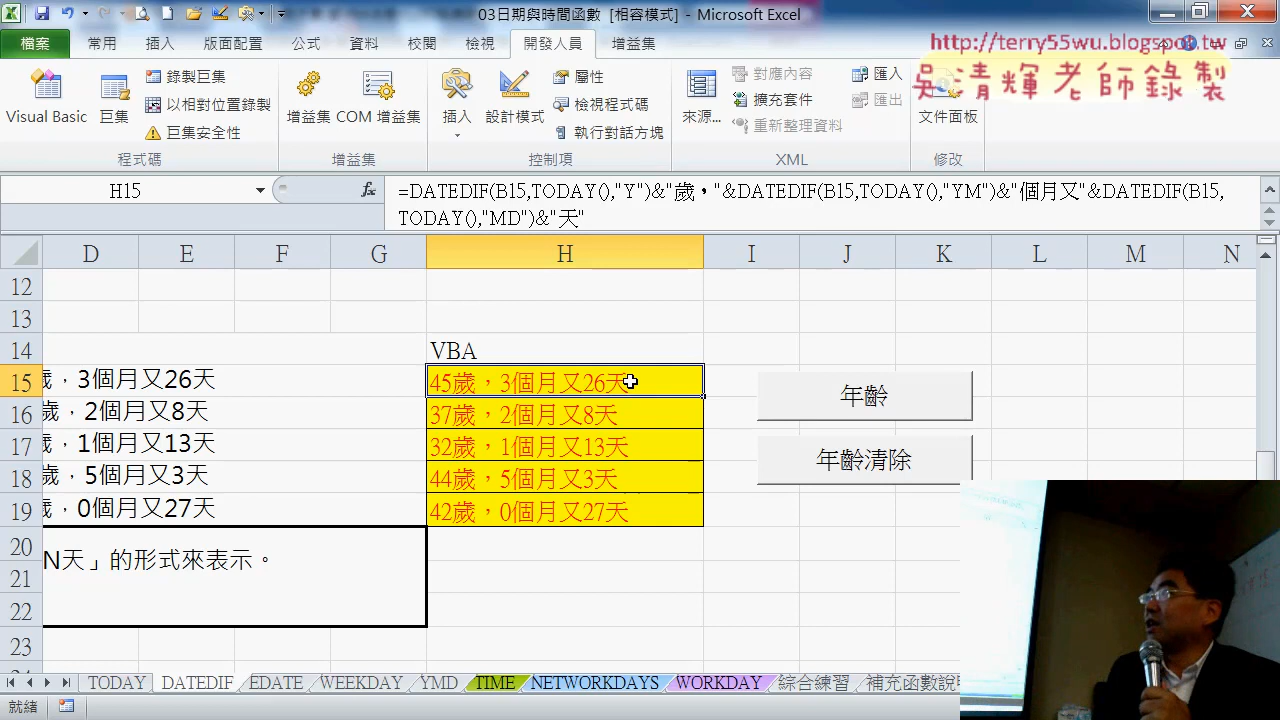 03日期與時間函數 [相容模式] - Microsoft Excel
http://terry55wu.blogspot.tw
吳清輝老師錄製
檔案 常用 插入 版面配置 公式 資料 校閱 檢視 開發人員 增益集
Visual Basic 巨集 錄製巨集 以相對位置錄製 巨集安全性 程式碼
增益集 COM 增益集 增益集
插入 設計模式 屬性 檢視程式碼 執行對話方塊 控制項
來源... 對應內容 擴充套件 重新整理資料 匯入 匯出 XML
文件面板 修改
H15 fx =DATEDIF(B15,TODAY(),"Y")&"歲，"&DATEDIF(B15,TODAY(),"YM")&"個月又"&DATEDIF(B15,
TODAY(),"MD")&"天"
D E F G H I J K L M N
12
13
14 VBA
15 歲，3個月又26天 45歲，3個月又26天 年齡
16 歲，2個月又8天 37歲，2個月又8天
17 歲，1個月又13天 32歲，1個月又13天 年齡清除
18 歲，5個月又3天 44歲，5個月又3天
19 歲，0個月又27天 42歲，0個月又27天
20 N天」的形式來表示。
21
22
23
TODAY DATEDIF EDATE WEEKDAY YMD TIME NETWORKDAYS WORKDAY 綜合練習 補充函數說
就緒